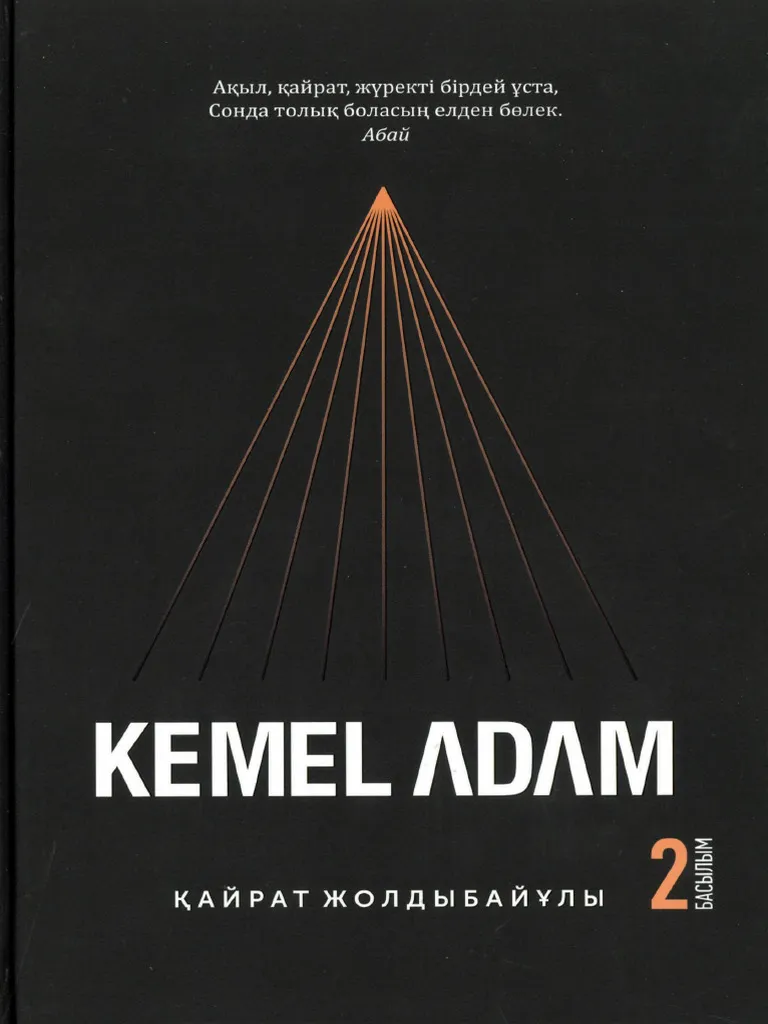 Ақыл, қайрат, жүректі бірдей ұста,
Сонда толық боласың елден бөлек.
Абай
KEMEL ADAM
ҚАЙРАТ ЖОЛДЫБАЙҰЛЫ
2
БАСЫЛЫМ